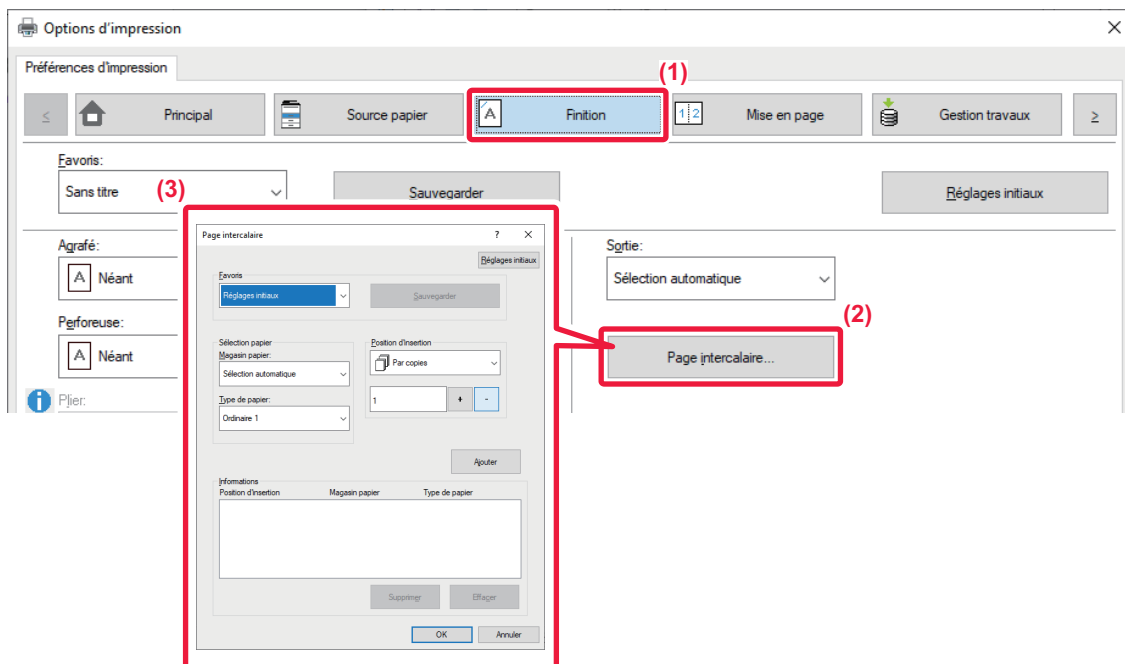 Options d'impression
Préférences d'impression
(1)
<
Principal
Source papier
A
Finition
1 2
Mise en page
Gestion travaux
>
Favoris:
Sans titre
(3)
Sauvegarder
Réglages initiaux
Agrafé:
A
Néant
Perforeuse:
A
Néant
Plier:
Sortie:
Sélection automatique
(2)
Page intercalaire...
Page intercalaire
?
Réglages initiaux
Favoris
Réglages initiaux
Sauvegarder
Sélection papier
Magasin papier:
Sélection automatique
Type de papier:
Ordinaire 1
Position d'insertion
Par copies
1
+
-
Ajouter
Informations
Position d'insertion Magasin papier Type de papier
Supprimer
Effaçer
OK
Annuler